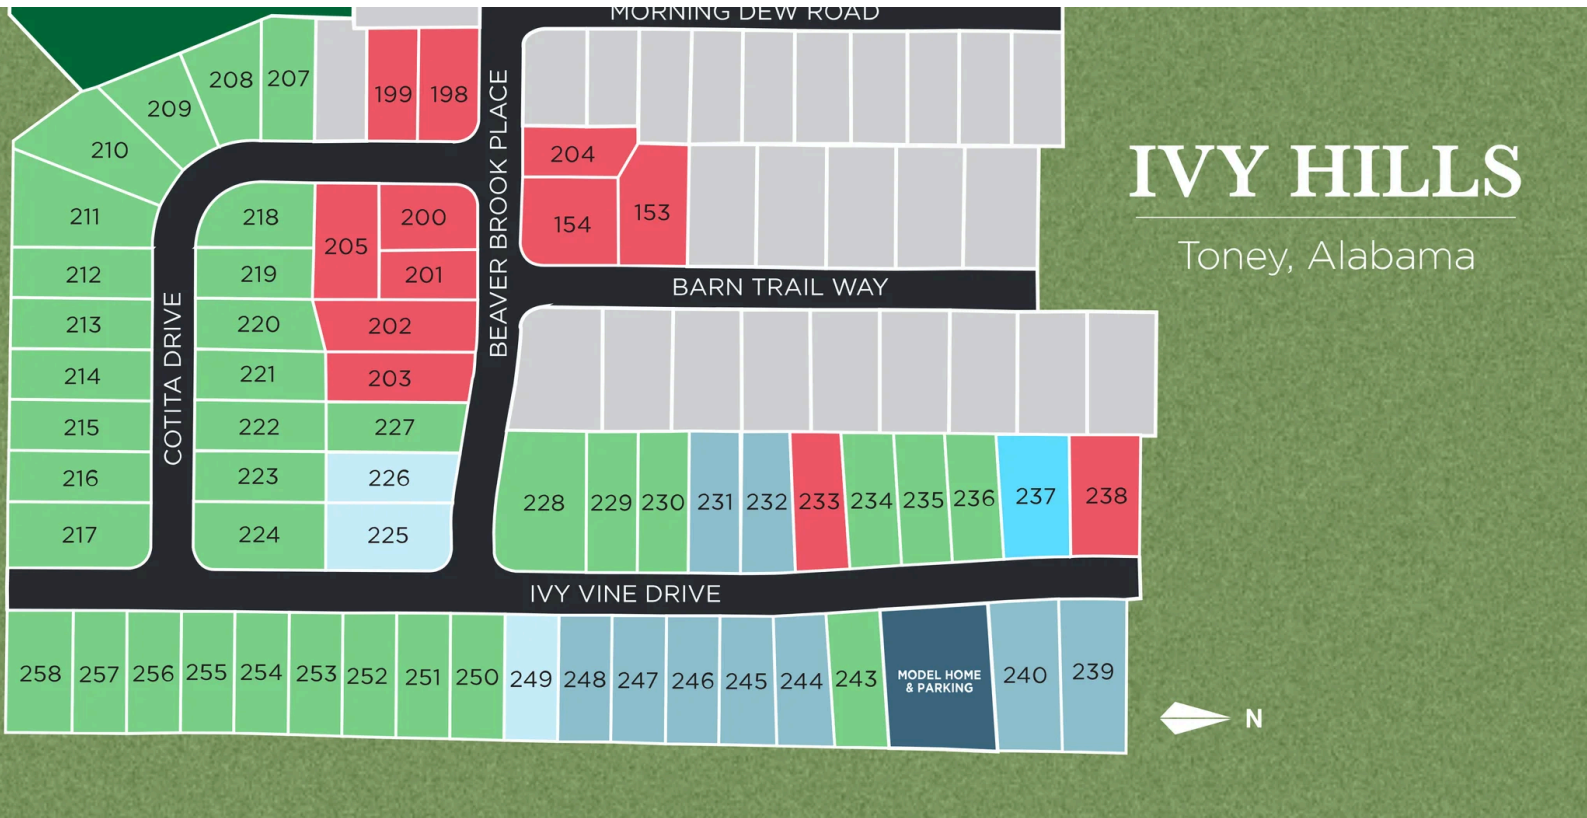 MORNING DEW ROAD
208 207
199 198
209
210
BEAVER BROOK PLACE
204
153
154
IVY HILLS
Toney, Alabama
211
218
205
200
201
212
219
BARN TRAIL WAY
COTITA DRIVE
213
220
202
214
221
203
215
222
227
216
223
226
217
224
225
228 229 230 231 232 233 234 235 236 237 238
IVY VINE DRIVE
258 257 256 255 254 253 252 251 250 249 248 247 246 245 244 243
MODEL HOME
& PARKING
240 239
N